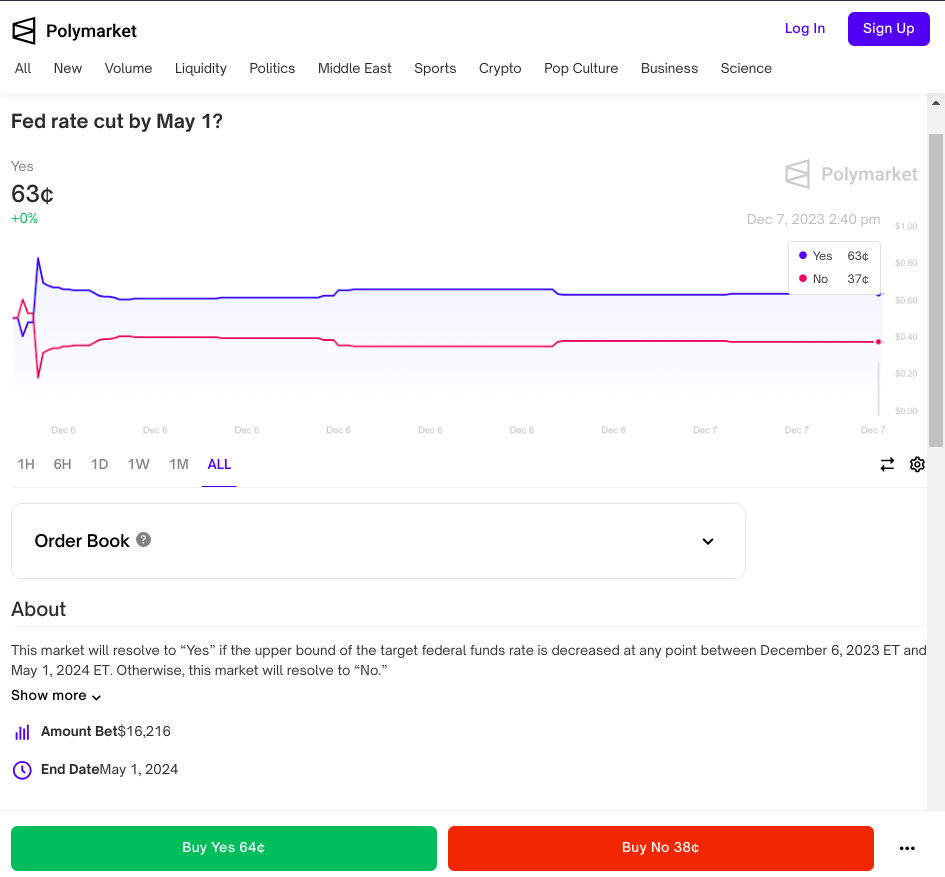 Polymarket
Log In
Sign Up
All New Volume Liquidity Politics Middle East Sports Crypto Pop Culture Business Science
Fed rate cut by May 1?
Yes
63¢
+0%
Polymarket
Dec 7, 2023 2:40 pm
$1.00
Yes 63¢
No 37¢
$0.80
$0.60
$0.40
$0.20
$0.00
Dec 6 Dec 6 Dec 6 Dec 6 Dec 6 Dec 6 Dec 6 Dec 7 Dec 7 Dec 7
1H 6H 1D 1W 1M ALL
Order Book ?
About
This market will resolve to “Yes” if the upper bound of the target federal funds rate is decreased at any point between December 6, 2023 ET and
May 1, 2024 ET. Otherwise, this market will resolve to “No.”
Show more
Amount Bet$16,216
End DateMay 1, 2024
Buy Yes 64¢
Buy No 38¢